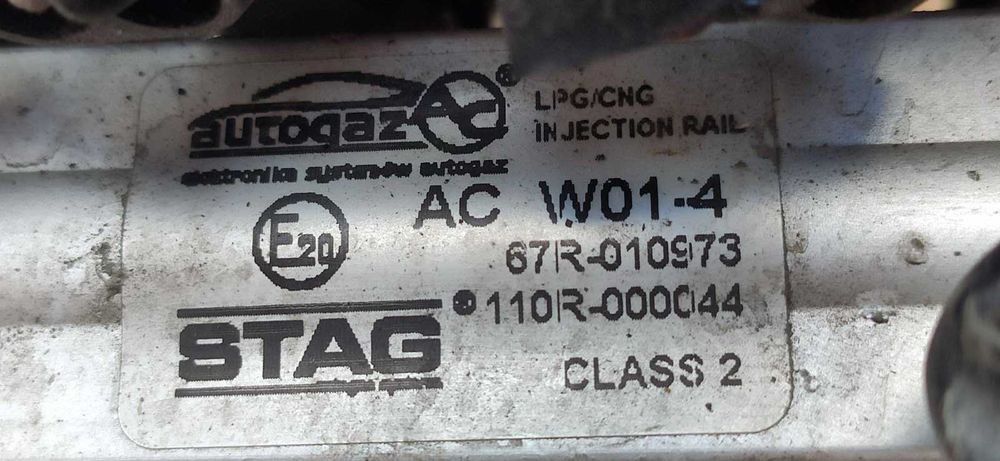 autogaz AC®
elektronika systemów autogaz
LPG/CNG
INJECTION RAIL
AC W01-4
E20
67R-010973
110R-000044
STAG®
CLASS 2